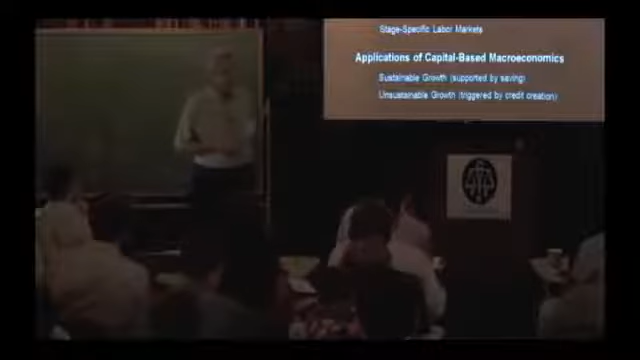 Stage-Specific Labor Markets
Applications of Capital-Based Macroeconomics
Sustainable Growth (supported by saving)
Unsustainable Growth (triggered by credit creation)